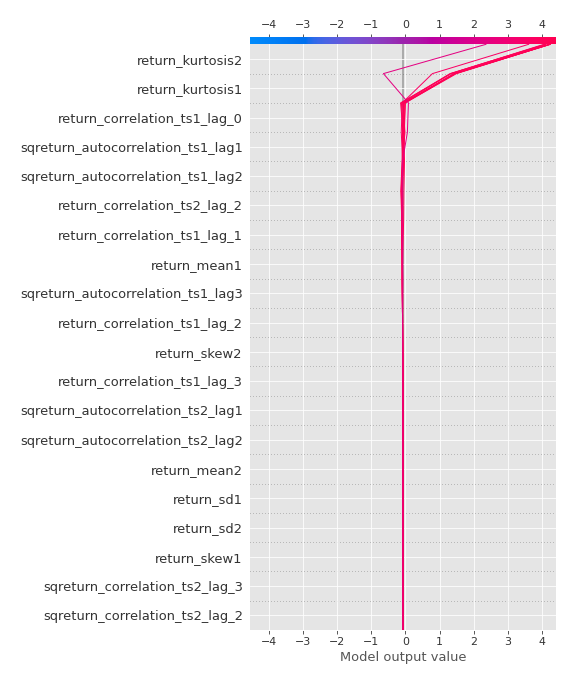 −4 −3 −2 −1 0 1 2 3 4
return_kurtosis2
return_kurtosis1
return_correlation_ts1_lag_0
sqreturn_autocorrelation_ts1_lag1
sqreturn_autocorrelation_ts1_lag2
return_correlation_ts2_lag_2
return_correlation_ts1_lag_1
return_mean1
sqreturn_autocorrelation_ts1_lag3
return_correlation_ts1_lag_2
return_skew2
return_correlation_ts1_lag_3
sqreturn_autocorrelation_ts2_lag1
sqreturn_autocorrelation_ts2_lag2
return_mean2
return_sd1
return_sd2
return_skew1
sqreturn_correlation_ts2_lag_3
sqreturn_correlation_ts2_lag_2
−4 −3 −2 −1 0 1 2 3 4
Model output value